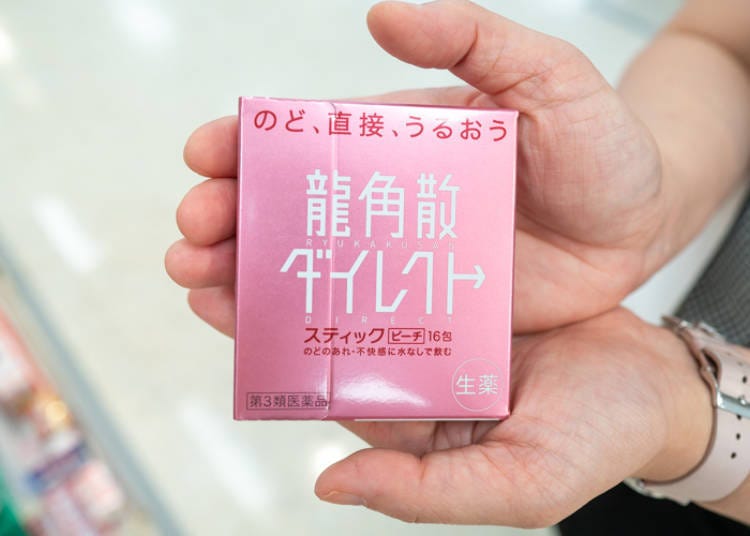 のど、直接、うるおう
龍角散
RYUKAKUSAN
ダイレクト
DIRECT
スティック ピーチ 16包
のどのあれ・不快感に水なしで飲む
第3類医薬品
生薬